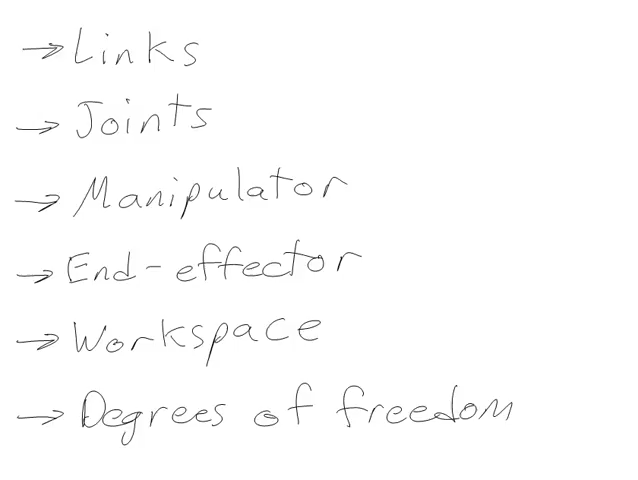 → Links
→ Joints
→ Manipulator
→ End-effector
→ Workspace
→ Degrees of freedom